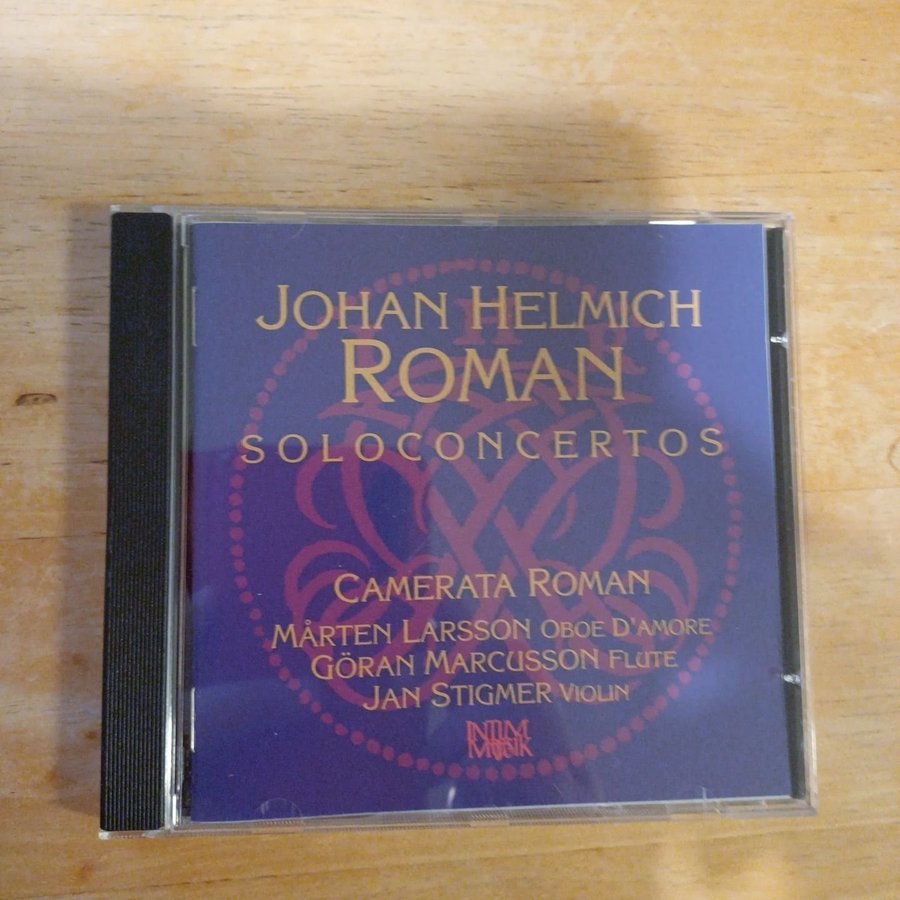 JOHAN HELMICH
ROMAN
SOLOCONCERTOS
CAMERATA ROMAN
MÅRTEN LARSSON OBOE D'AMORE
GÖRAN MARCUSSON FLUTE
JAN STIGMER VIOLIN
INTIM
MUSIK